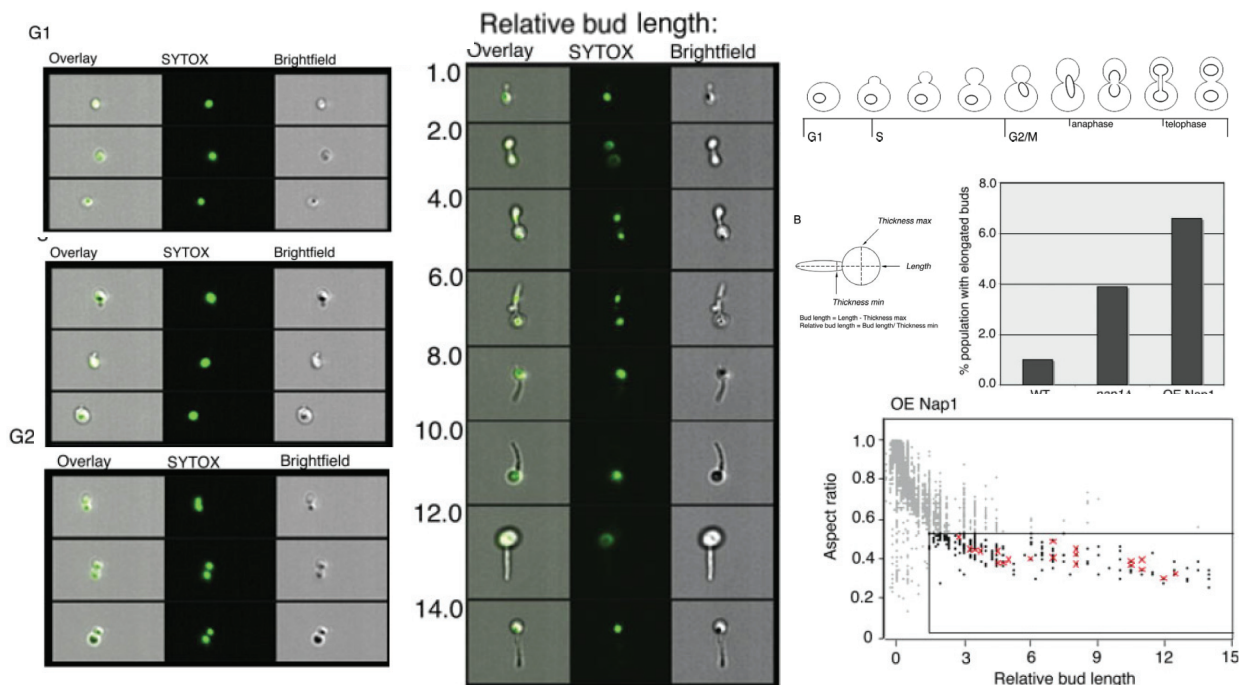 G1
Overlay SYTOX Brightfield
Overlay SYTOX Brightfield
G2
Overlay SYTOX Brightfield
Relative bud length:
Overlay SYTOX Brightfield
1.0
2.0
4.0
6.0
8.0
10.0
12.0
14.0
G1 S G2/M anaphase telophase
B
Thickness max
Length
Thickness min
Bud length = Length - Thickness max
Relative bud length = Bud length/ Thickness min
% population with elongated buds
8.0
6.0
4.0
2.0
0.0
WT nap1Δ OE Nap1
OE Nap1
Aspect ratio
1.0
0.8
0.6
0.4
0.2
0
0 3 6 9 12 15
Relative bud length